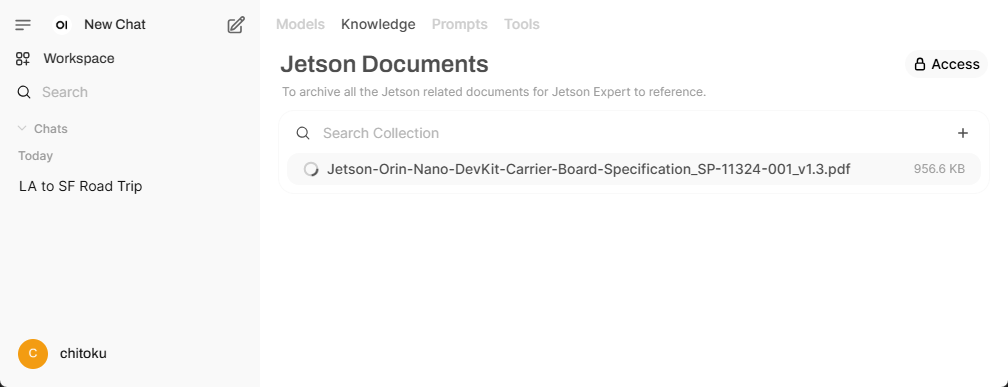 OI New Chat
Workspace
Search
Chats
Today
LA to SF Road Trip
C chitoku
Models Knowledge Prompts Tools
Jetson Documents
Access
To archive all the Jetson related documents for Jetson Expert to reference.
Search Collection +
Jetson-Orin-Nano-DevKit-Carrier-Board-Specification_SP-11324-001_v1.3.pdf 956.6 KB